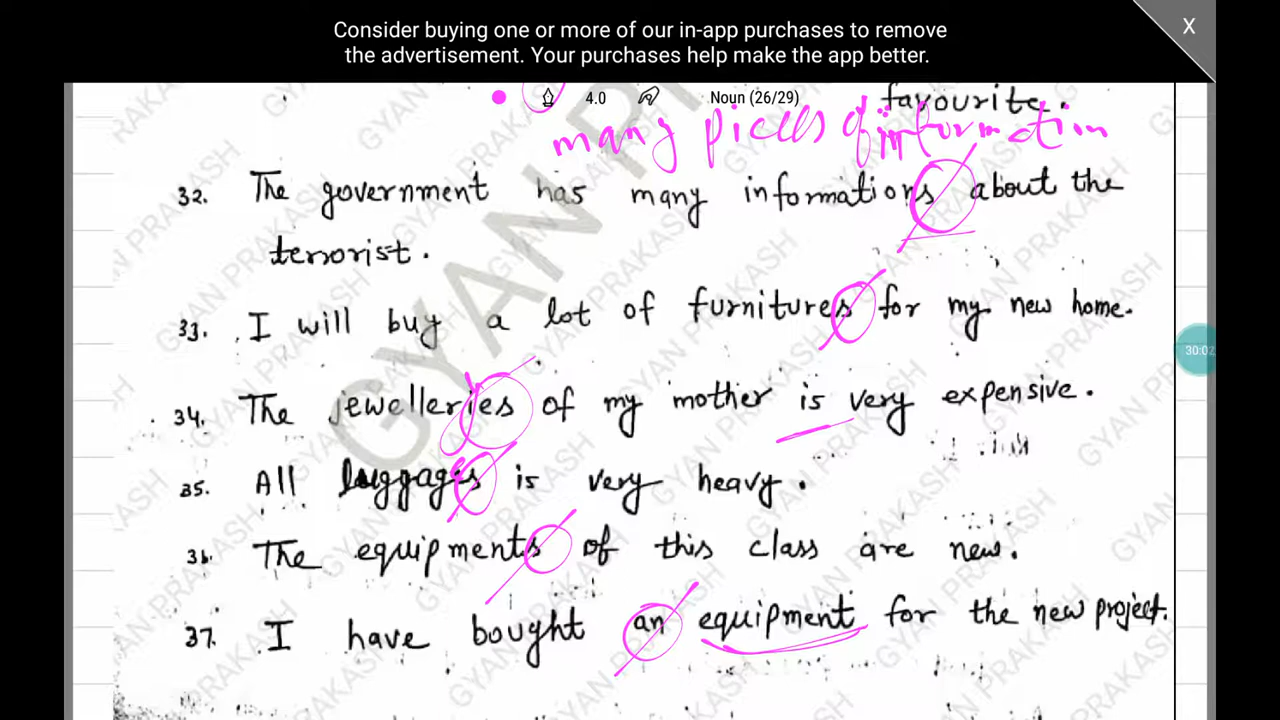 Consider buying one or more of our in-app purchases to remove
the advertisement. Your purchases help make the app better.
X
4.0 Noun (26/29)
favourite.
many pieces of information
32. The government has many informations about the
terrorist.
30:02
33. I will buy a lot of furnitures for my new home.
34. The jewelleries of my mother is very expensive.
y
35. All luggages is very heavy.
36. The equipments of this class are new.
37. I have bought an equipment for the new project.
GYAN PRAKASH